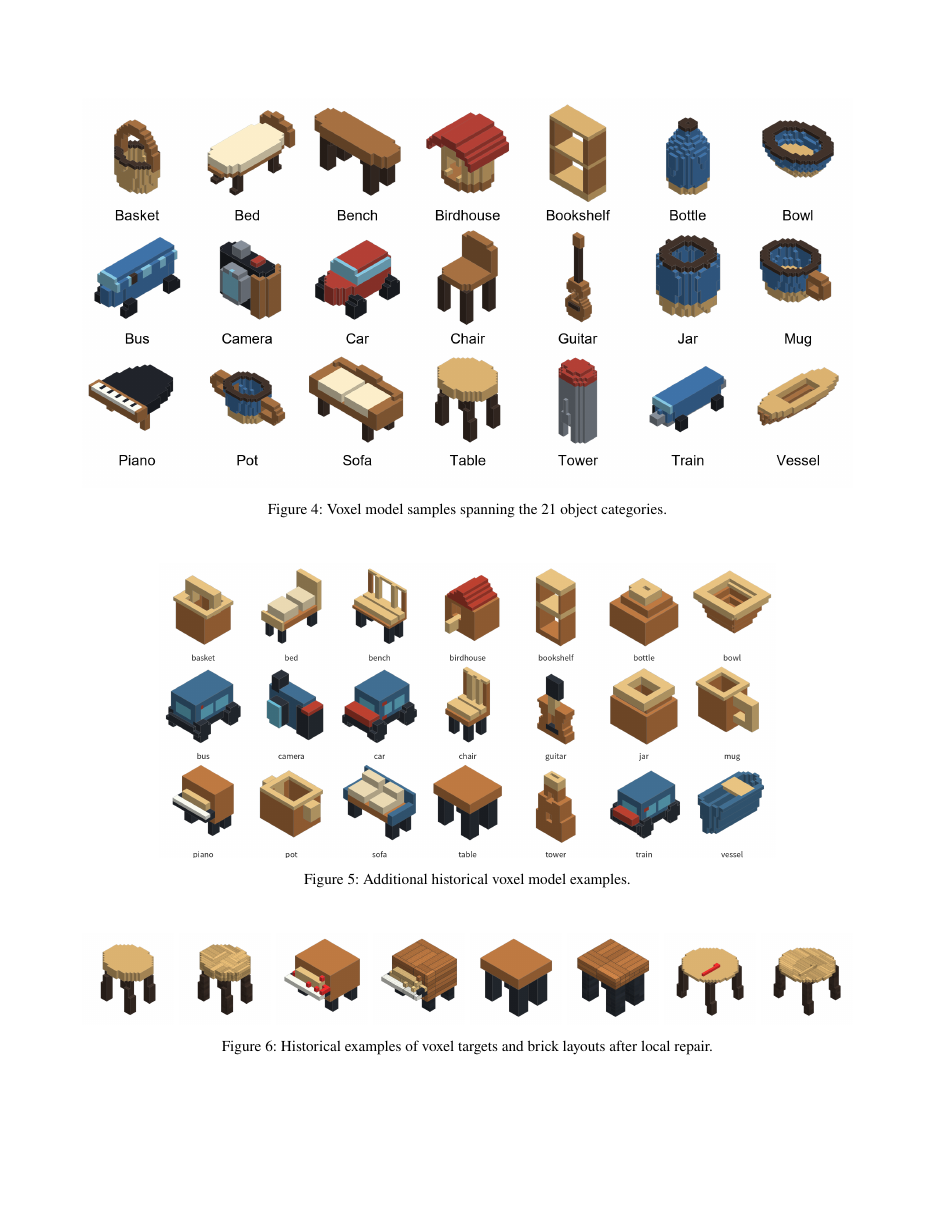 Basket Bed Bench Birdhouse Bookshelf Bottle Bowl
Bus Camera Car Chair Guitar Jar Mug
Piano Pot Sofa Table Tower Train Vessel
Figure 4: Voxel model samples spanning the 21 object categories.
basket bed bench birdhouse bookshelf bottle bowl
bus camera car chair guitar jar mug
piano pot sofa table tower train vessel
Figure 5: Additional historical voxel model examples.
Figure 6: Historical examples of voxel targets and brick layouts after local repair.